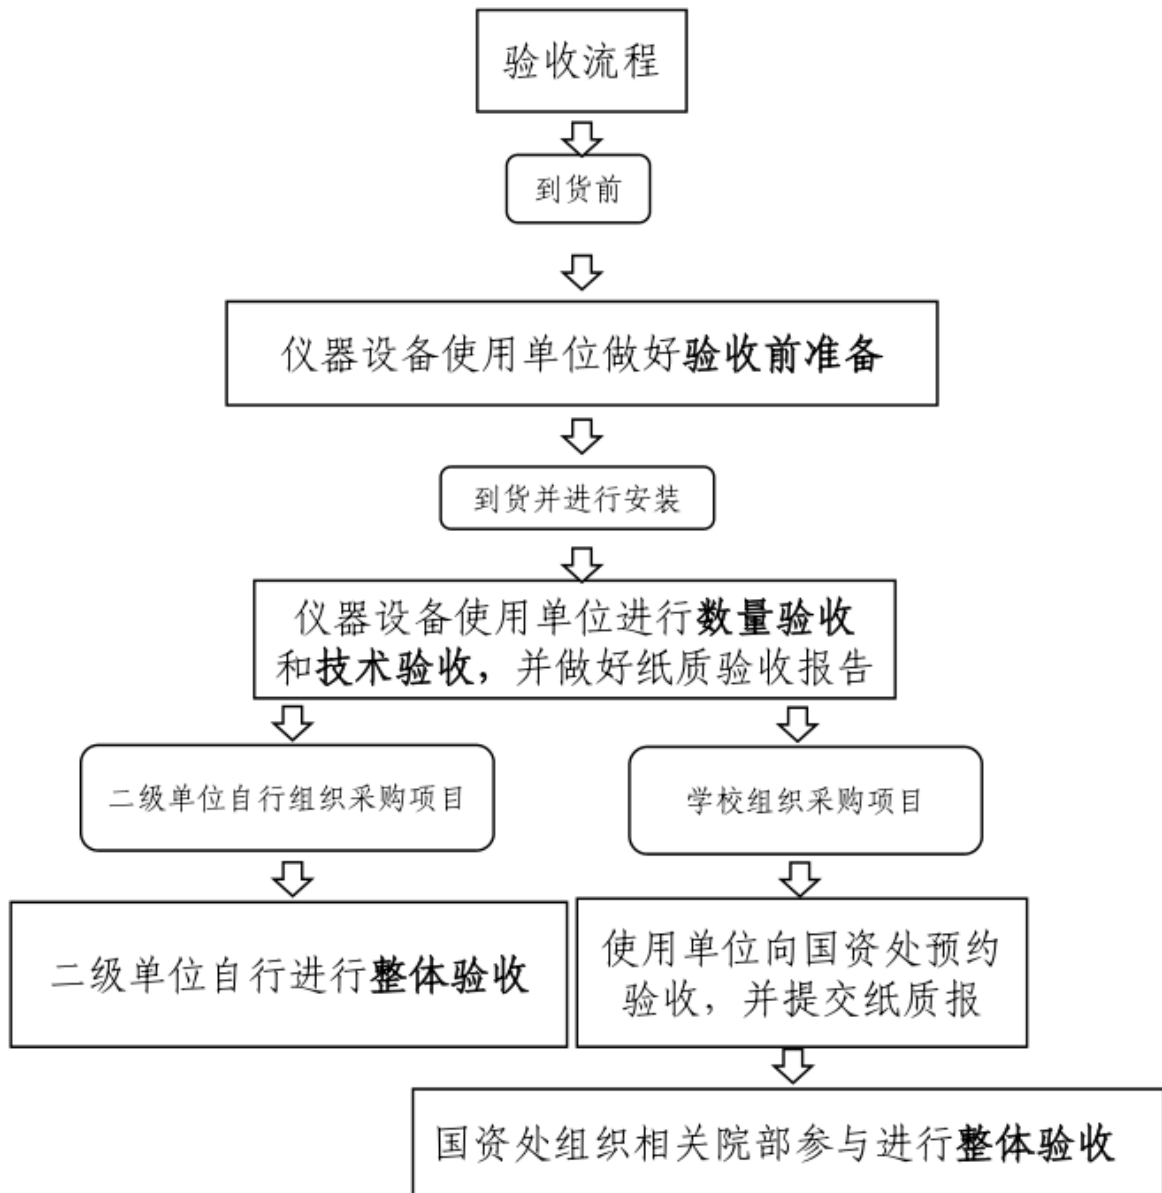 验收流程
到货前
仪器设备使用单位做好验收前准备
到货并进行安装
仪器设备使用单位进行数量验收
和技术验收，并做好纸质验收报告
二级单位自行组织采购项目
学校组织采购项目
二级单位自行进行整体验收
使用单位向国资处预约
验收，并提交纸质报
国资处组织相关院部参与进行整体验收